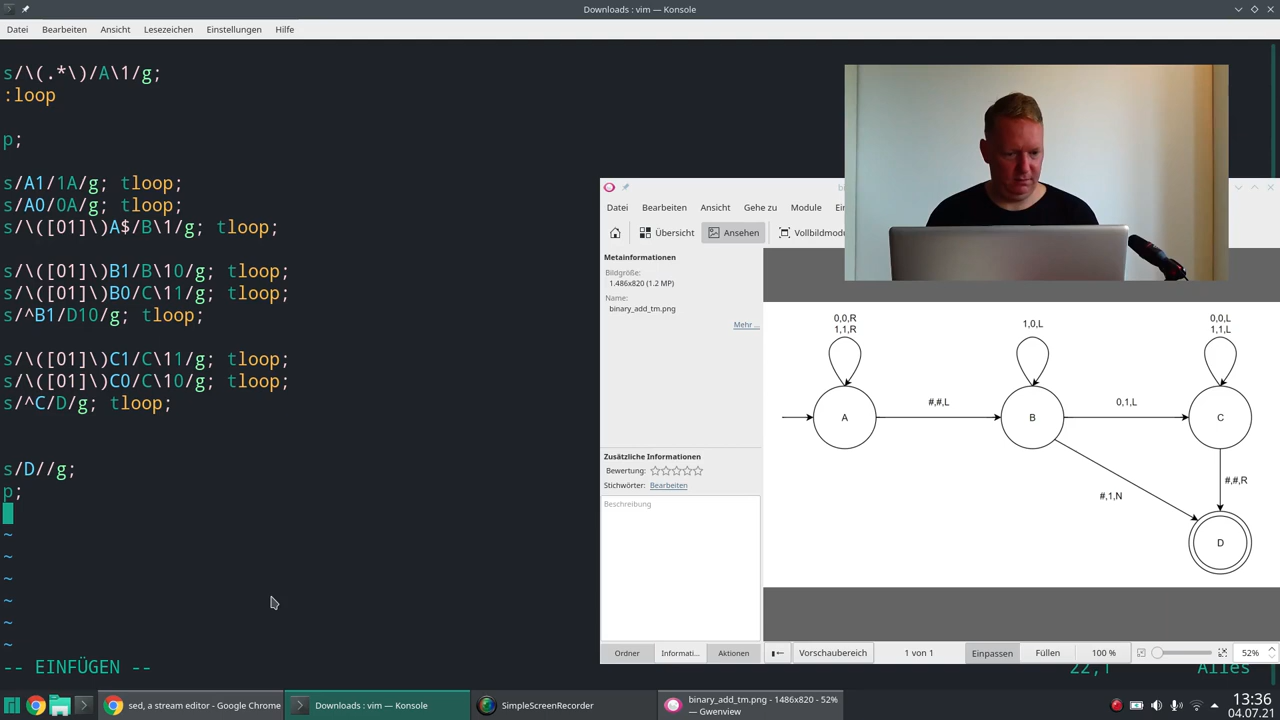 Downloads : vim — Konsole
Datei Bearbeiten Ansicht Lesezeichen Einstellungen Hilfe
s/\(.*\)/A\1/g;
:loop
p;
s/A1/1A/g; tloop;
s/A0/0A/g; tloop;
s/\([01]\)A$/B\1/g; tloop;
s/\([01]\)B1/B\10/g; tloop;
s/\([01]\)B0/C\11/g; tloop;
s/^B1/D10/g; tloop;
s/\([01]\)C1/C\11/g; tloop;
s/\([01]\)C0/C\10/g; tloop;
s/^C/D/g; tloop;
s/D//g;
p;
~
~
~
~
~
~
-- EINFÜGEN --
Datei Bearbeiten Ansicht Gehe zu Module
Übersicht Ansehen
Metainformationen
Bildgröße:
1.486x820 (1.2 MP)
Name:
binary_add_tm.png
Mehr ...
Zusätzliche Informationen
Bewertung:
Stichwörter: Bearbeiten
Beschreibung
Ordner Informati... Aktionen
0,0,R
1,1,R
1,0,L
0,0,L
1,1,L
A
#,#,L
B
0,1,L
C
#,#,R
#,1,N
D
Vorschaubereich 1 von 1 Einpassen Füllen 100 % 52%
sed, a stream editor - Google Chrome
Downloads : vim — Konsole
SimpleScreenRecorder
binary_add_tm.png - 1486x820 - 52%
— Gwenview
13:36
04.07.21